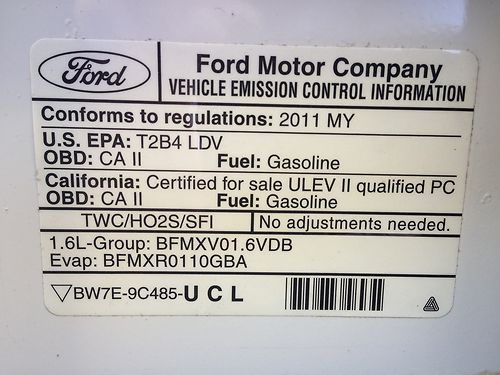 Ford
Ford Motor Company
VEHICLE EMISSION CONTROL INFORMATION
Conforms to regulations: 2011 MY
U.S. EPA: T2B4 LDV
OBD: CA II Fuel: Gasoline
California: Certified for sale ULEV II qualified PC
OBD: CA II Fuel: Gasoline
TWC/HO2S/SFI No adjustments needed.
1.6L-Group: BFMXV01.6VDB
Evap: BFMXR0110GBA
▽BW7E-9C485-U C L